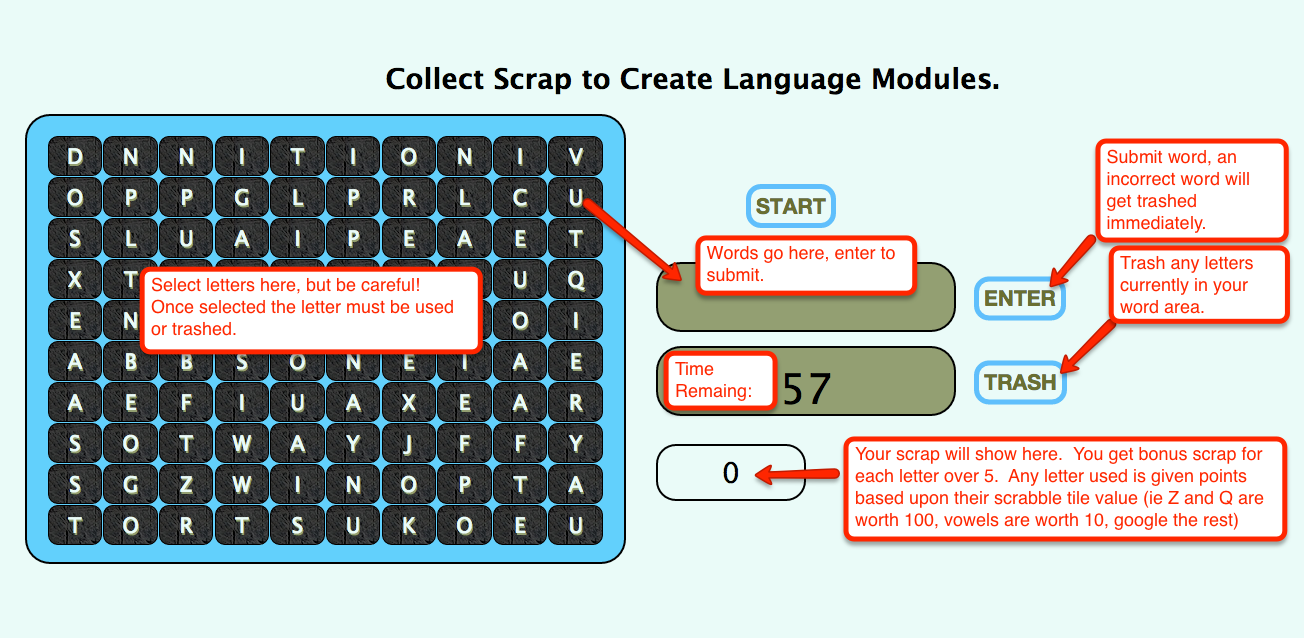 Collect Scrap to Create Language Modules.
D N N I T I O N I V
O P P G L P R L C U
S L U A I P E A E T
X T U Q
E N O I
A B B S O N E I A E
A E F I U A X E A R
S O T W A Y J F F Y
S G Z W I N O P T A
T O R T S U K O E U
Select letters here, but be careful!
Once selected the letter must be used
or trashed.
START
Words go here, enter to
submit.
Submit word, an
incorrect word will
get trashed
immediately.
ENTER
Trash any letters
currently in your
word area.
TRASH
Time
Remaing:
57
0
Your scrap will show here. You get bonus scrap for
each letter over 5. Any letter used is given points
based upon their scrabble tile value (ie Z and Q are
worth 100, vowels are worth 10, google the rest)